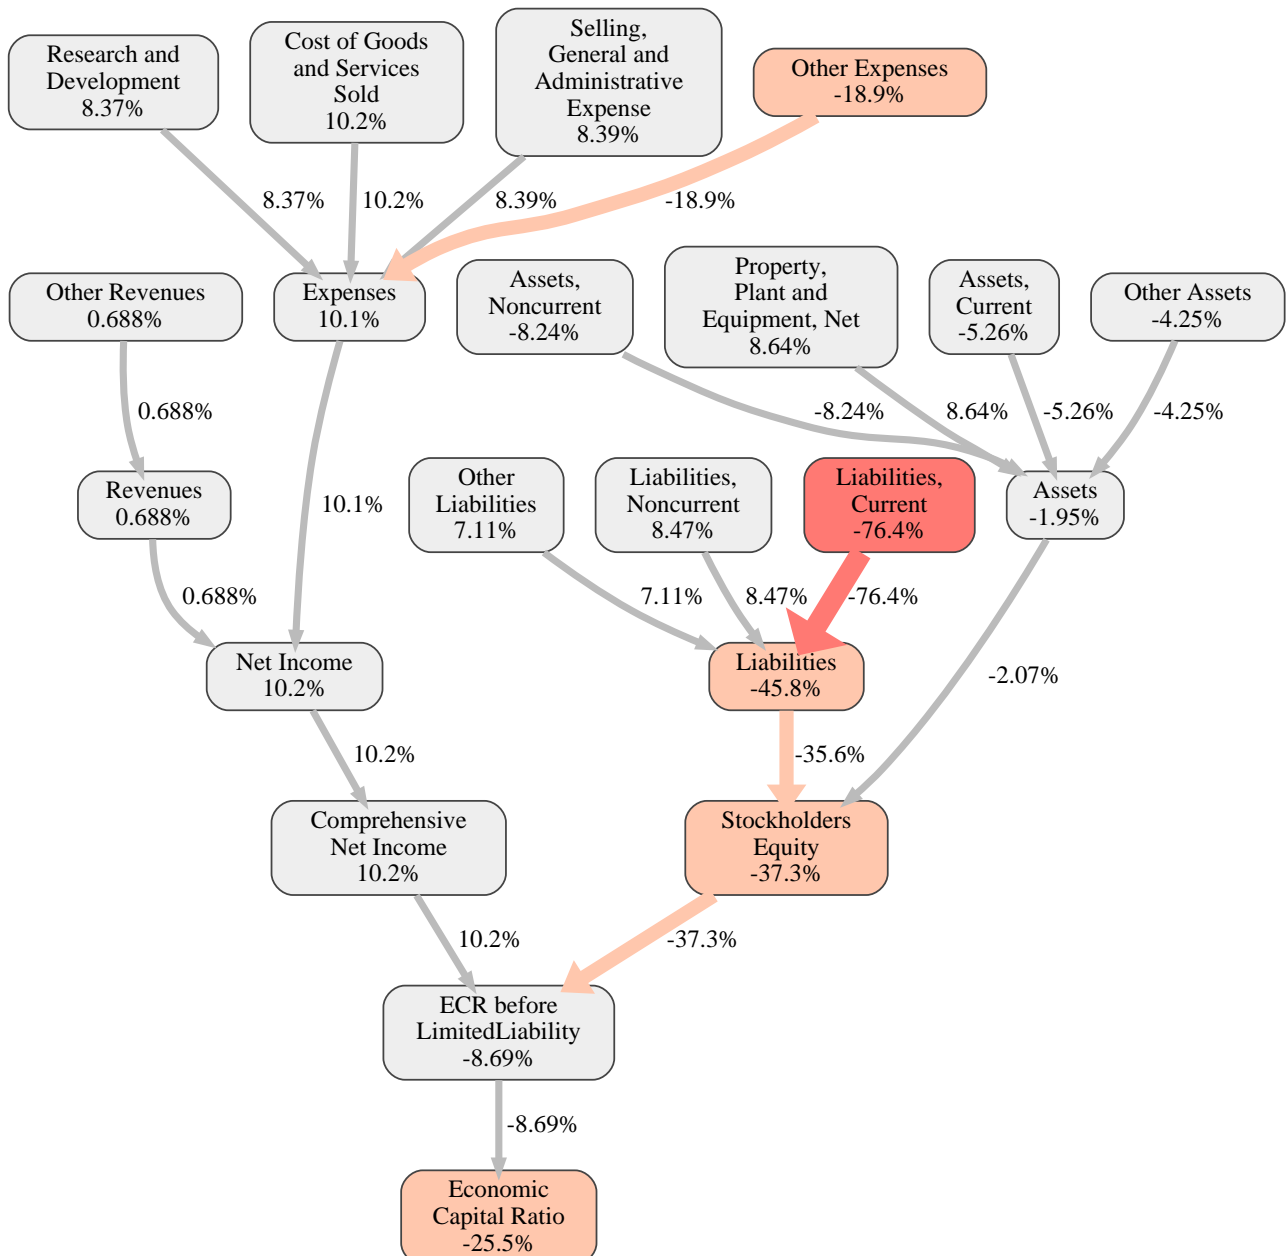 Research and
Development
8.37%
Cost of Goods
and Services
Sold
10.2%
Selling,
General and
Administrative
Expense
8.39%
Other Expenses
-18.9%
8.37%
10.2%
8.39%
-18.9%
Other Revenues
0.688%
Expenses
10.1%
Assets,
Noncurrent
-8.24%
Property,
Plant and
Equipment, Net
8.64%
Assets,
Current
-5.26%
Other Assets
-4.25%
0.688%
-8.24%
8.64%
-5.26%
-4.25%
Revenues
0.688%
10.1%
Other
Liabilities
7.11%
Liabilities,
Noncurrent
8.47%
Liabilities,
Current
-76.4%
Assets
-1.95%
0.688%
7.11%
8.47%
-76.4%
Net Income
10.2%
Liabilities
-45.8%
-2.07%
10.2%
-35.6%
Comprehensive
Net Income
10.2%
Stockholders
Equity
-37.3%
10.2%
-37.3%
ECR before
LimitedLiability
-8.69%
-8.69%
Economic
Capital Ratio
-25.5%